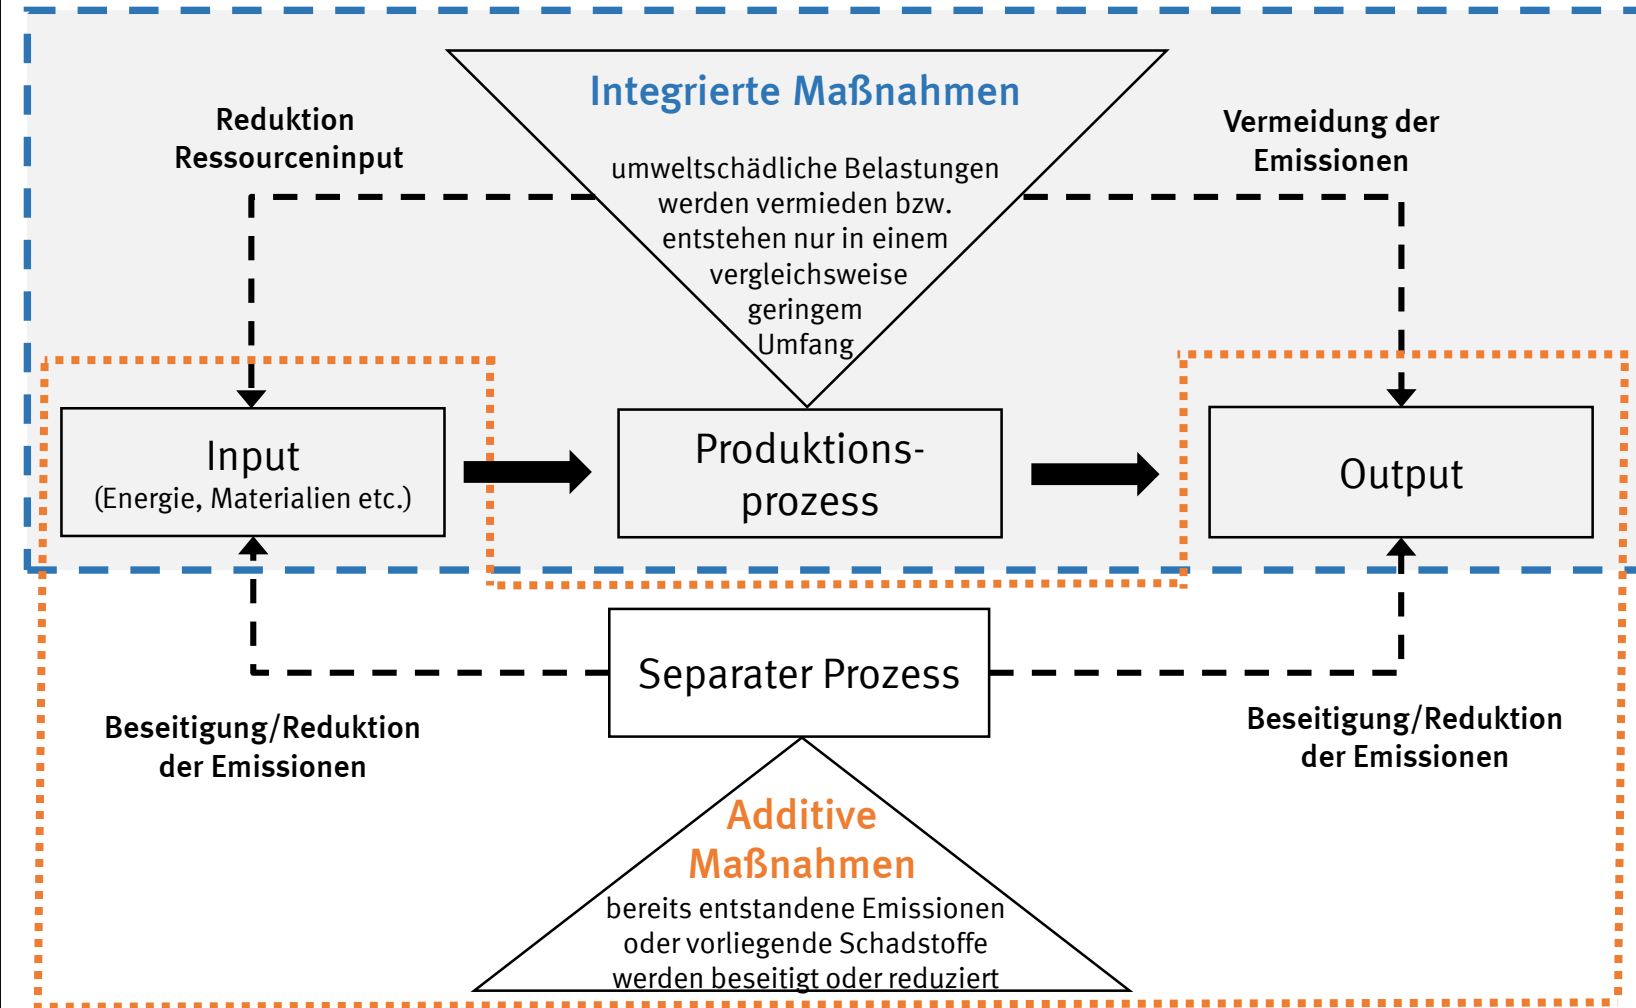 Integrierte Maßnahmen
Reduktion
Ressourceninput
Vermeidung der
Emissionen
umweltschädliche Belastungen
werden vermieden bzw.
entstehen nur in einem
vergleichsweise
geringem
Umfang
Input
(Energie, Materialien etc.)
Produktions-
prozess
Output
Separater Prozess
Beseitigung/Reduktion
der Emissionen
Beseitigung/Reduktion
der Emissionen
Additive
Maßnahmen
bereits entstandene Emissionen
oder vorliegende Schadstoffe
werden beseitigt oder reduziert